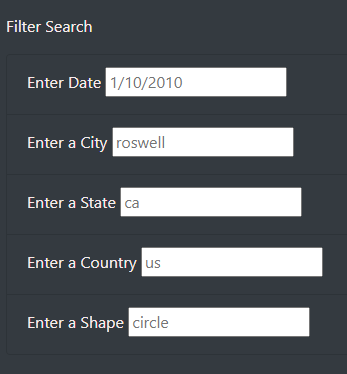 Filter Search
Enter Date 1/10/2010
Enter a City roswell
Enter a State ca
Enter a Country us
Enter a Shape circle